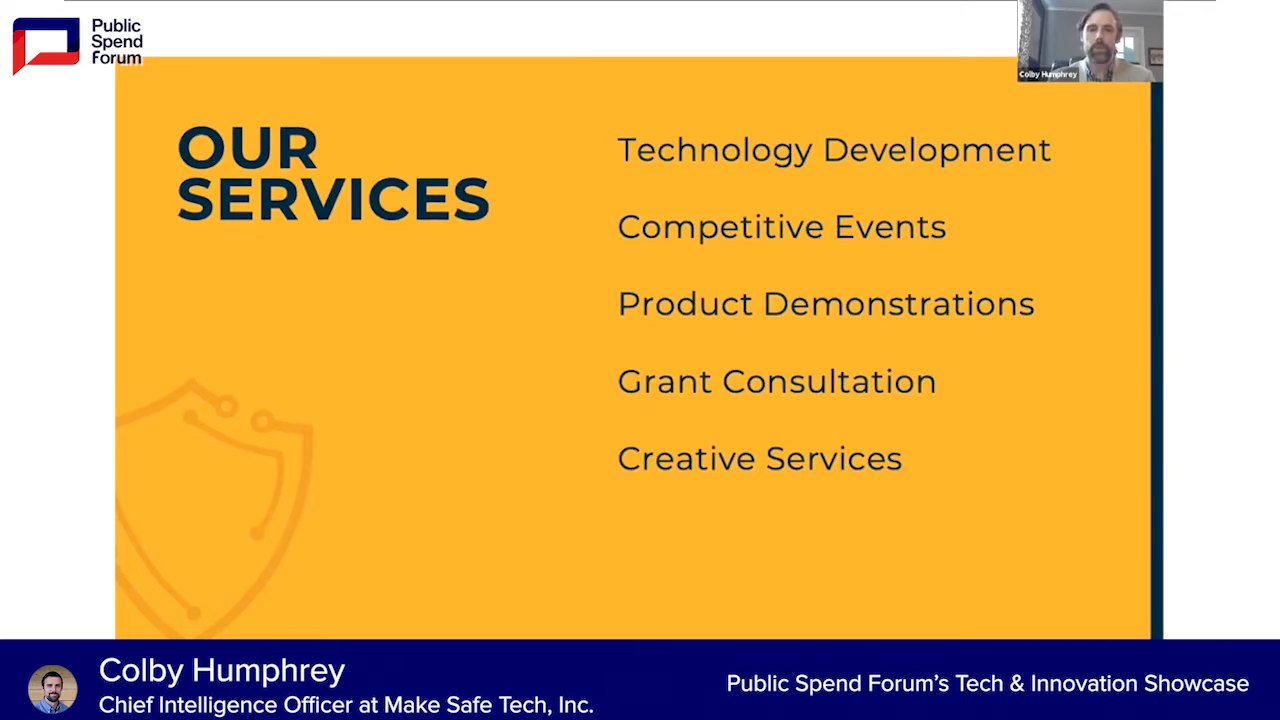 Public
Spend
Forum
Colby Humphrey
OUR
SERVICES
Technology Development
Competitive Events
Product Demonstrations
Grant Consultation
Creative Services
Colby Humphrey
Chief Intelligence Officer at Make Safe Tech, Inc.
Public Spend Forum’s Tech & Innovation Showcase